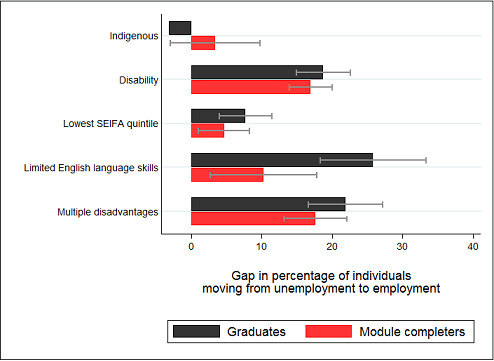 Indigenous
Disability
Lowest SEIFA quintile
Limited English language skills
Multiple disadvantages
0 10 20 30 40
Gap in percentage of individuals
moving from unemployment to employment
Graduates Module completers